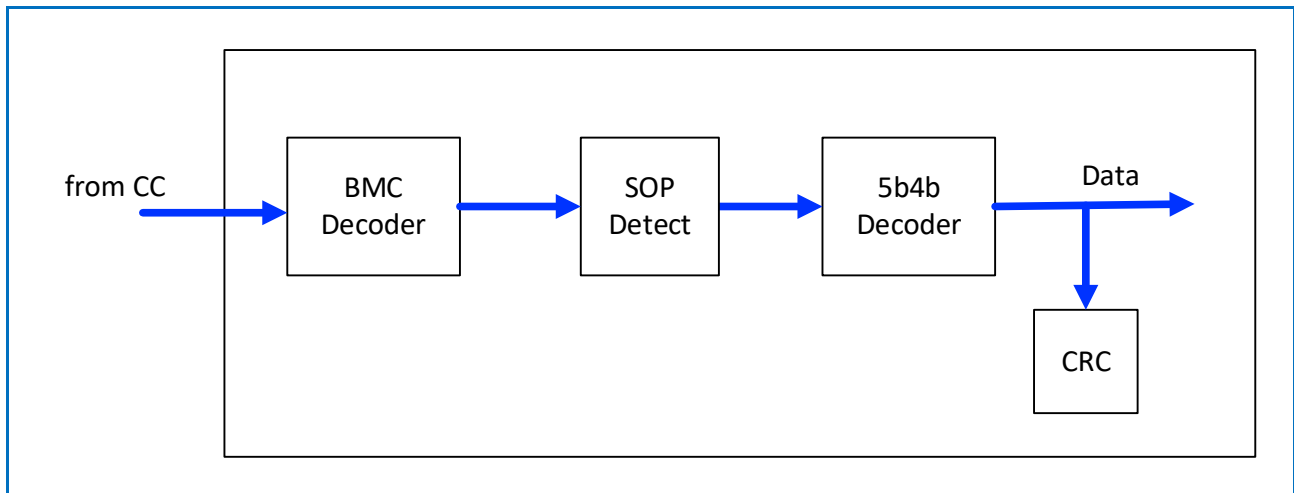 from CC
BMC
Decoder
SOP
Detect
5b4b
Decoder
Data
CRC